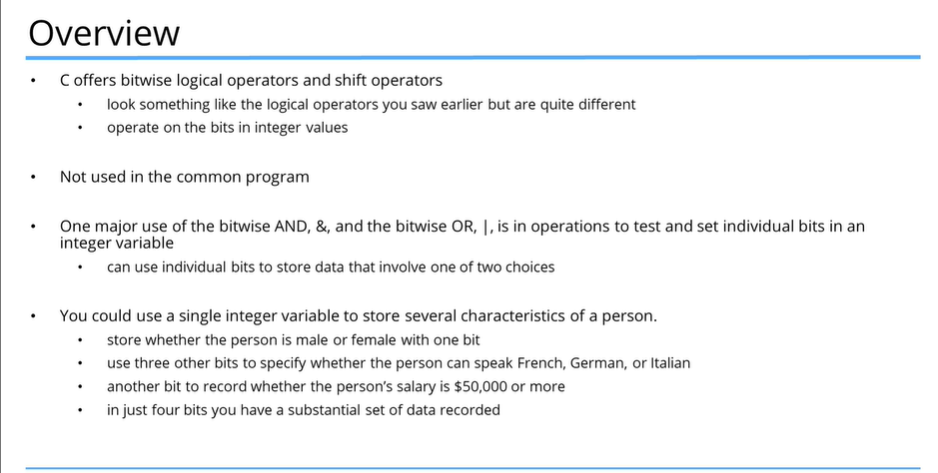 Overview
• C offers bitwise logical operators and shift operators
• look something like the logical operators you saw earlier but are quite different
• operate on the bits in integer values
• Not used in the common program
• One major use of the bitwise AND, &, and the bitwise OR, |, is in operations to test and set individual bits in an
integer variable
• can use individual bits to store data that involve one of two choices
• You could use a single integer variable to store several characteristics of a person.
• store whether the person is male or female with one bit
• use three other bits to specify whether the person can speak French, German, or Italian
• another bit to record whether the person's salary is $50,000 or more
• in just four bits you have a substantial set of data recorded